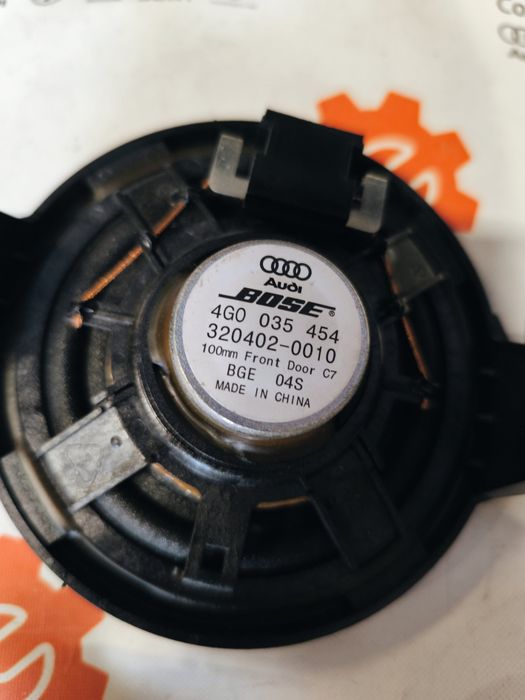 Audi
BOSE®
4G0 035 454
320402-0010
100mm Front Door C7
BGE 04S
MADE IN CHINA